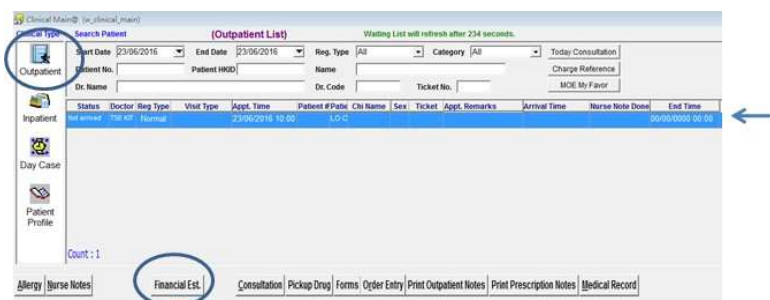 Clinical Main@ (w_clinical_main)
Clinical Type Search Patient (Outpatient List) Waiting List will refresh after 234 seconds.
Start Date 23/06/2016 End Date 23/06/2016 Reg. Type All Category All Today Consultation
Outpatient Patient No. Patient HKID Name Charge Reference
Dr. Name Dr. Code Ticket No. MOE My Favor
Status Doctor Reg Type Visit Type Appt. Time Patient # Patie Chi Name Sex Ticket Appt. Remarks Arrival Time Nurse Note Done End Time
Not arrived TSE KIT Normal 23/06/2016 10:00 LO C 00/00/0000 00:00
Inpatient
Day Case
Patient
Profile
Count : 1
Allergy Nurse Notes Financial Est. Consultation Pickup Drug Forms Order Entry Print Outpatient Notes Print Prescription Notes Medical Record